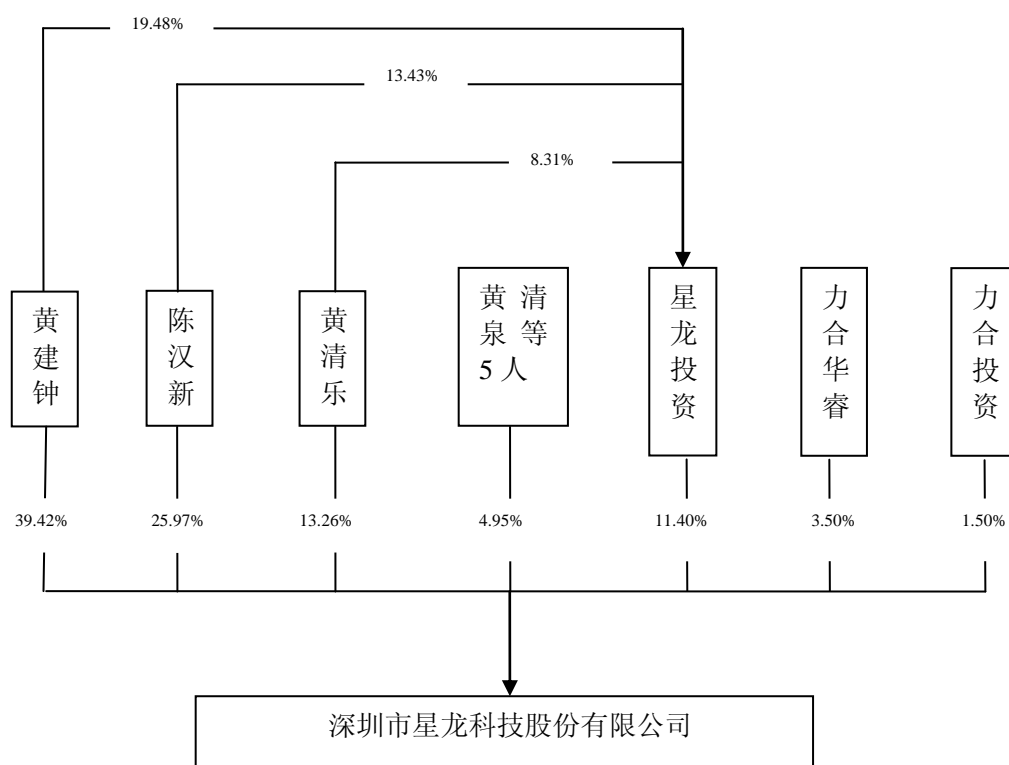 19.48%
13.43%
8.31%
黄
建
钟
陈
汉
新
黄
清
乐
黄 清
泉 等
5 人
星
龙
投
资
力
合
华
睿
力
合
投
资
39.42%
25.97%
13.26%
4.95%
11.40%
3.50%
1.50%
深圳市星龙科技股份有限公司